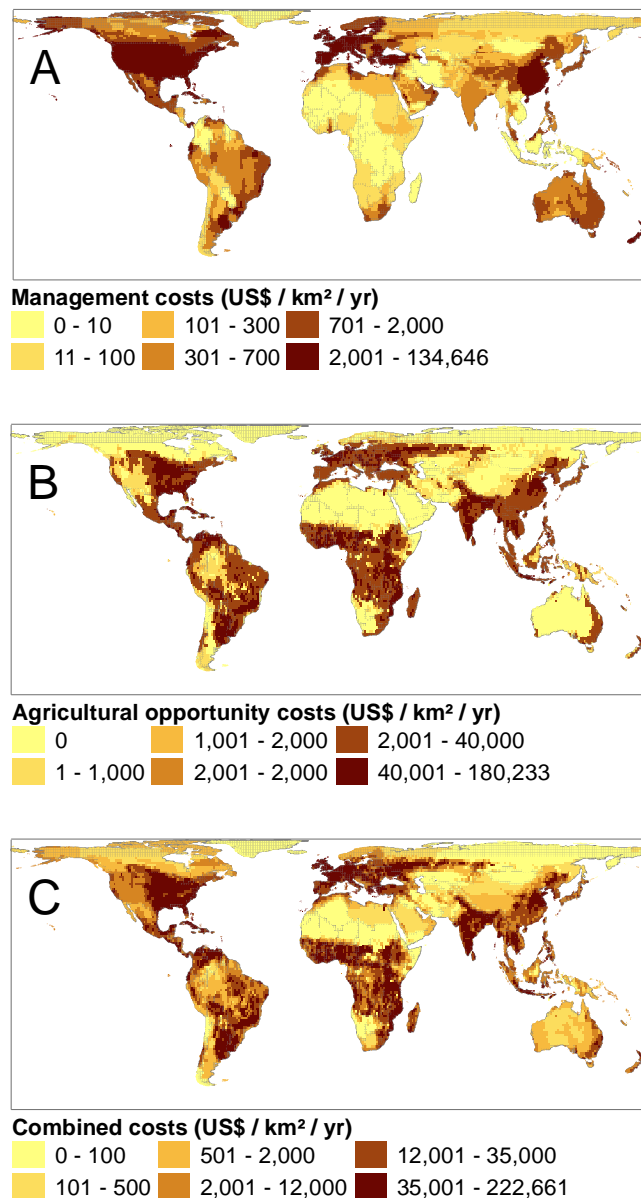 A
Management costs (US$ / km² / yr)
0 - 10 101 - 300 701 - 2,000
11 - 100 301 - 700 2,001 - 134,646
B
Agricultural opportunity costs (US$ / km² / yr)
0 1,001 - 2,000 2,001 - 40,000
1 - 1,000 2,001 - 2,000 40,001 - 180,233
C
Combined costs (US$ / km² / yr)
0 - 100 501 - 2,000 12,001 - 35,000
101 - 500 2,001 - 12,000 35,001 - 222,661